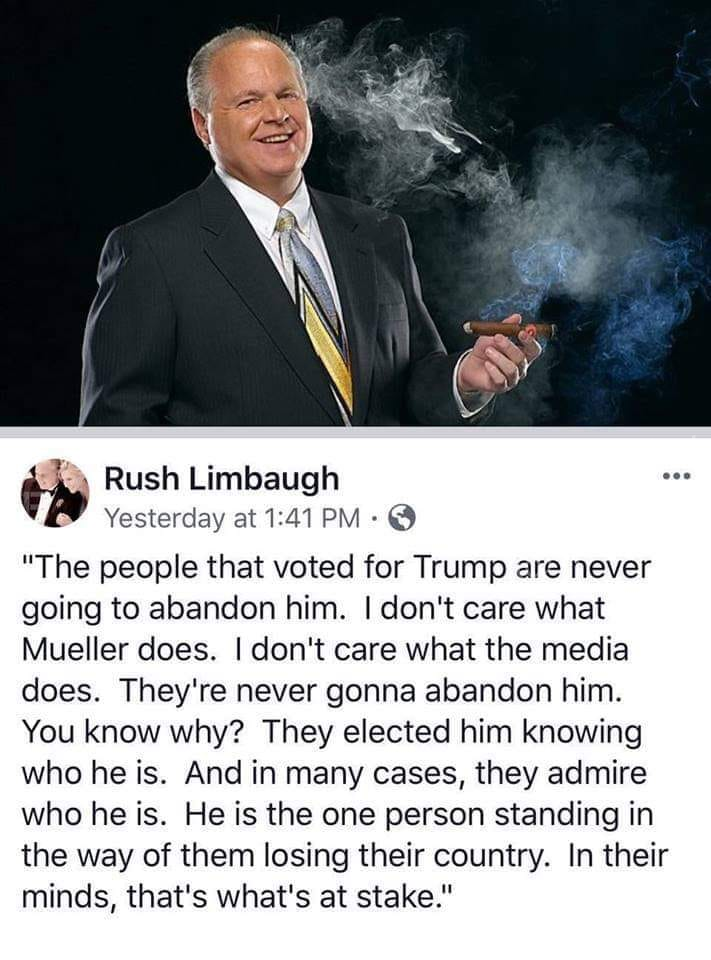 Rush Limbaugh
Yesterday at 1:41 PM ·
"The people that voted for Trump are never
going to abandon him.  I don't care what
Mueller does.  I don't care what the media
does.  They're never gonna abandon him.
You know why?  They elected him knowing
who he is.  And in many cases, they admire
who he is.  He is the one person standing in
the way of them losing their country.  In their
minds, that's what's at stake."